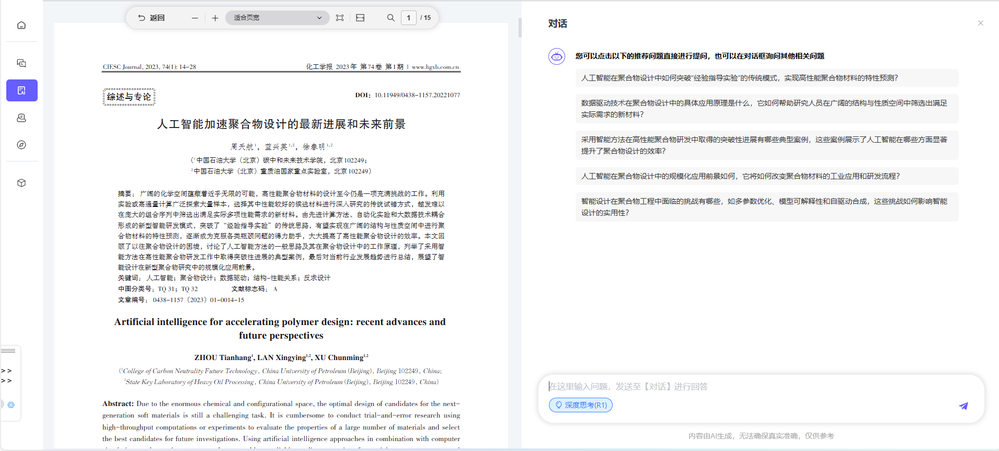 返回
适合页宽
1 / 15
CIESC Journal, 2023, 74(1): 14-28
化工学报 2023年 第74卷 第1期 | www.hgxb.com.cn
综述与专论
DOI：10.11949/0438-1157.20221077
人工智能加速聚合物设计的最新进展和未来前景
周天航1，蓝兴英1,2，徐春明1,2
（1中国石油大学（北京）碳中和未来技术学院，北京102249；
2中国石油大学（北京）重质油国家重点实验室，北京102249）
摘要： 广阔的化学空间蕴藏着近乎无限的可能，高性能聚合物材料的设计至今仍是一项充满挑战的工作。利用
实验或高通量计算广泛探索大量样本，选择其中性能较好的候选材料进行深入研究的传统试错方式，越发难以
在庞大的组合序列中筛选出满足实际多项性能需求的新材料。由先进计算方法、自动化实验和大数据技术耦合
形成的新型智能研发模式，突破了“经验指导实验”的传统思路，有望实现在广阔的结构与性质空间中进行聚
合物材料的特性预测，逐渐成为克服各类瓶颈问题的得力助手，大大提高了高性能聚合物设计的效率。本文回
顾了以往聚合物设计的困境，讨论了人工智能方法的一般思路及其在聚合物设计中的工作原理，列举了采用智
能方法在高性能聚合物研发工作中取得突破性进展的典型案例，最后对当前行业发展趋势进行总结，展望了智
能设计在新型聚合物研究中的规模化应用前景。
关键词： 人工智能；聚合物设计；数据驱动；结构-性能关系；反求设计
中图分类号：TQ 31；TQ 32 文献标志码： A
文章编号： 0438-1157（2023）01-0014-15
Artificial intelligence for accelerating polymer design: recent advances and
future perspectives
ZHOU Tianhang1, LAN Xingying1,2, XU Chunming1,2
(1College of Carbon Neutrality Future Technology, China University of Petroleum (Beijing), Beijing 102249, China;
2State Key Laboratory of Heavy Oil Processing, China University of Petroleum (Beijing), Beijing 102249, China)
Abstract: Due to the enormous chemical and configurational space, the optimal design of candidates for the next-
generation soft materials is still a challenging task. It is cumbersome to conduct trial-and-error research using
high-throughput computations or experiments to evaluate the properties of a large number of materials and select
the best candidates for future investigations. Using artificial intelligence approaches in combination with computer
对话
您可以点击以下的推荐问题直接进行提问，也可以在对话框询问其他相关问题
人工智能在聚合物设计中如何突破“经验指导实验”的传统模式，实现高性能聚合物材料的特性预测？
数据驱动技术在聚合物设计中的具体应用原理是什么，它如何帮助研究人员在广阔的结构与性质空间中筛选出满足
实际需求的新材料？
采用智能方法在高性能聚合物研发中取得的突破性进展有哪些典型案例，这些案例展示了人工智能在哪些方面显著
提升了聚合物设计的效率？
人工智能在聚合物设计中的规模化应用前景如何，它将如何改变聚合物材料的工业应用和研发流程？
智能设计在聚合物工程中面临的挑战有哪些，如多参数优化、模型可解释性和自驱动合成，这些挑战如何影响智能
设计的实用性？
在这里输入问题，发送至【对话】进行回答
深度思考(R1)
内容由AI生成，无法确保真实准确，仅供参考
AI
>>
>>